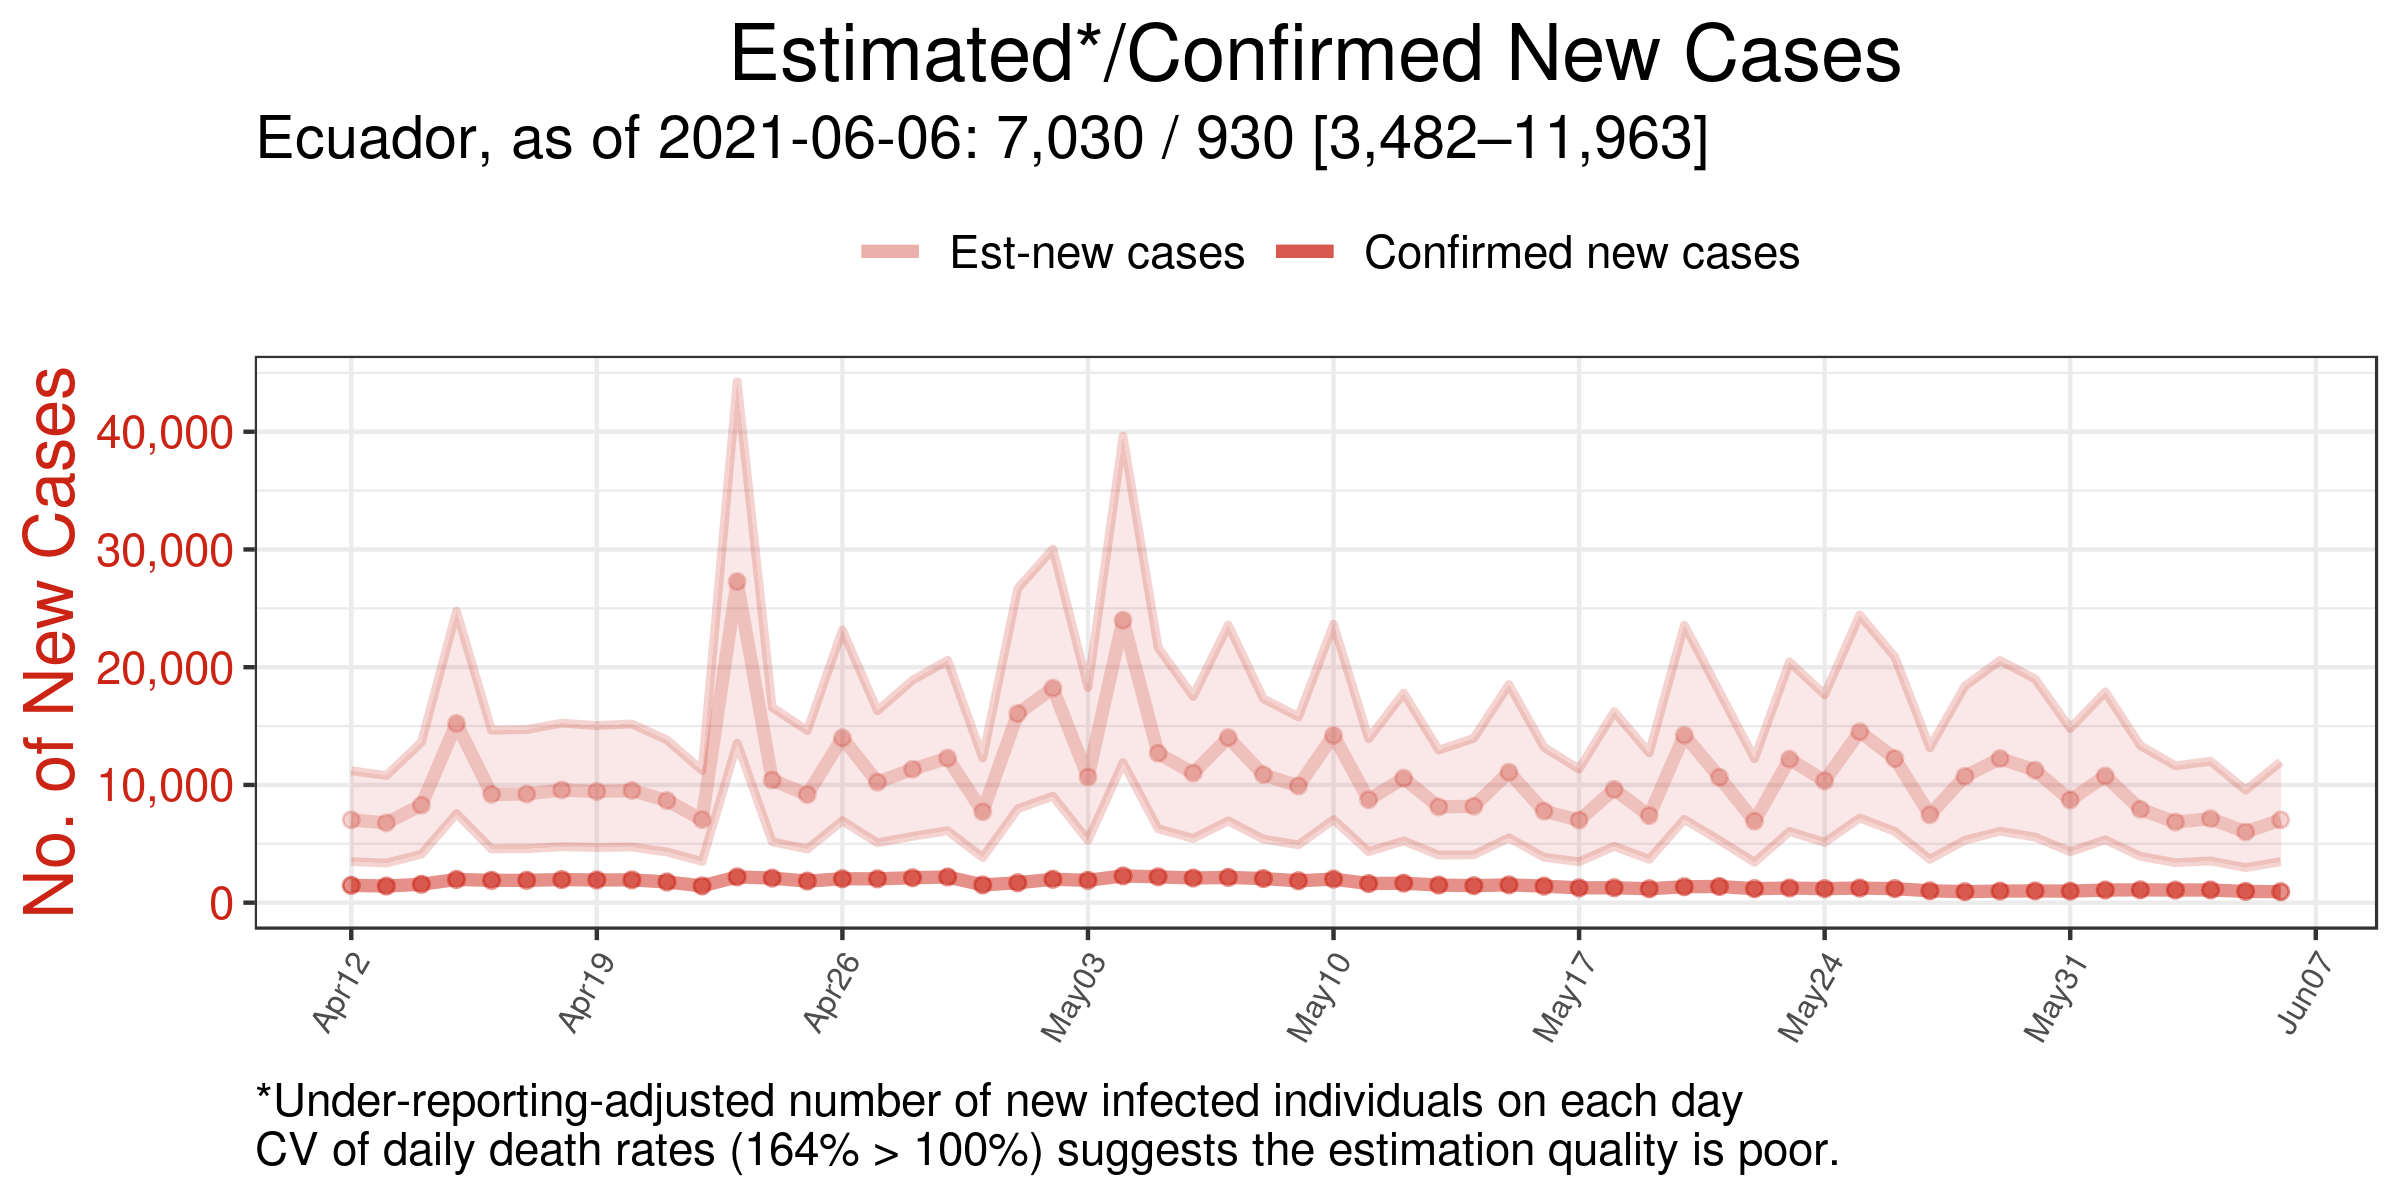 Estimated*/Confirmed New Cases
Ecuador, as of 2021-06-06: 7,030 / 930 [3,482–11,963]
Est-new cases
Confirmed new cases
No. of New Cases
40,000
30,000
20,000
10,000
0
Apr12
Apr19
Apr26
May03
May10
May17
May24
May31
Jun07
*Under-reporting-adjusted number of new infected individuals on each day
CV of daily death rates (164% > 100%) suggests the estimation quality is poor.